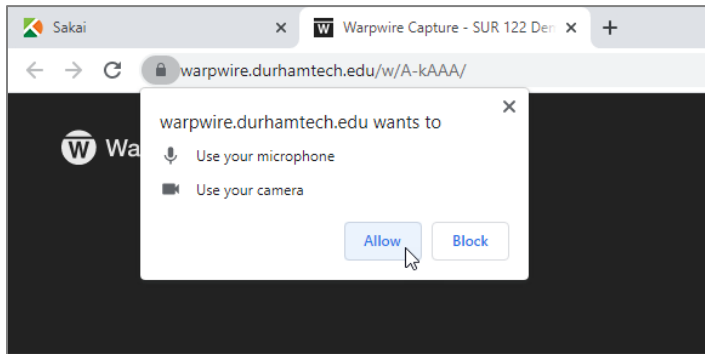 Sakai
Warpwire Capture - SUR 122 Den
warpwire.durhamtech.edu/w/A-kAAA/
W Wa
warpwire.durhamtech.edu wants to
Use your microphone
Use your camera
Allow Block